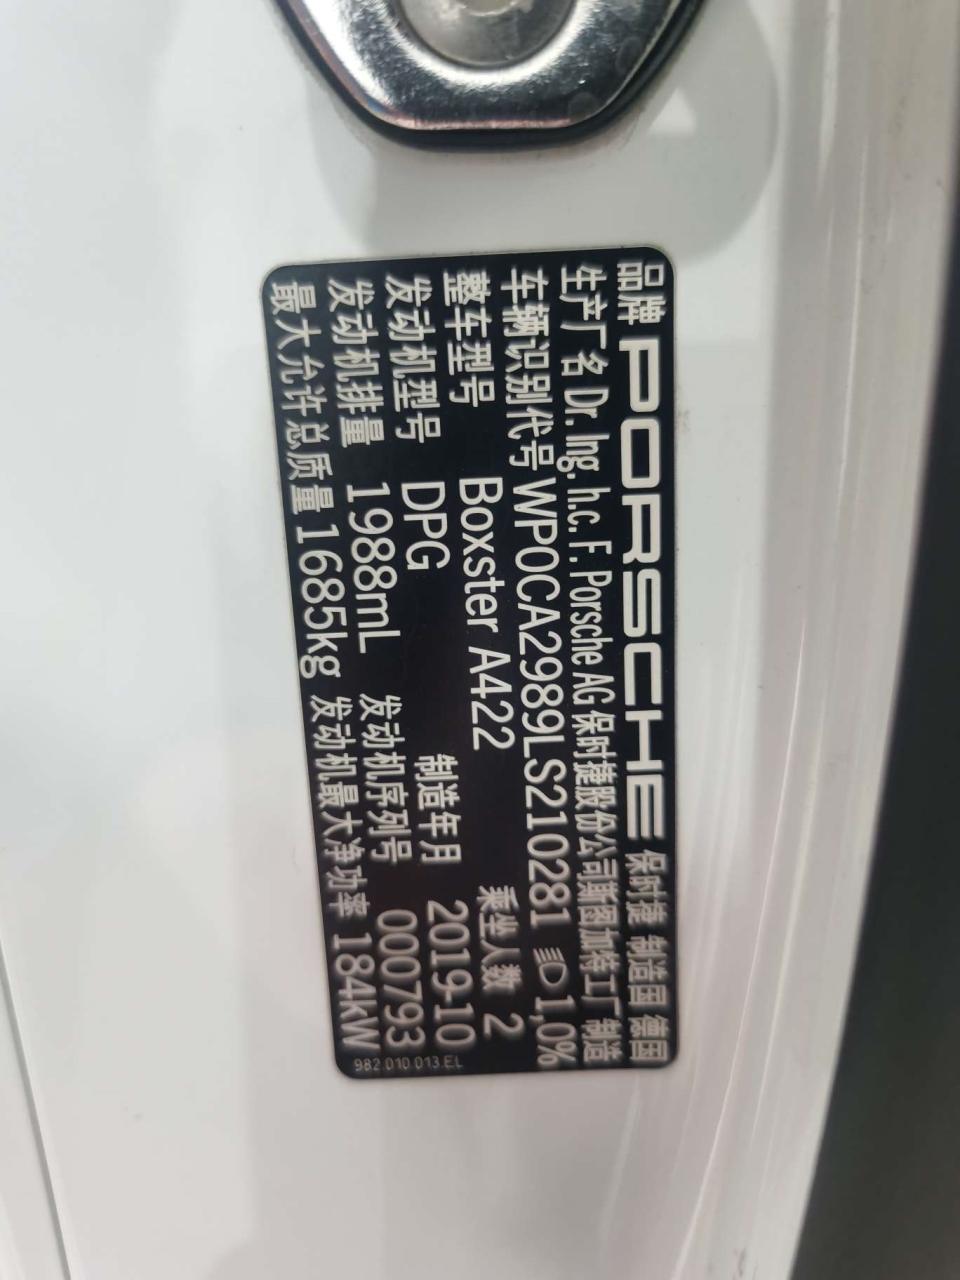 品牌 PORSCHE 保时捷 制造国 德国
生产厂名 Dr. Ing. h.c. F. Porsche AG 保时捷股份公司斯图加特工厂 制造
车辆识别代号 WP0CA2989LS210281 1,0%
整车型号 Boxster A422 乘坐人数 2
发动机型号 DPG 制造年月 2019-10
发动机排量 1988mL 发动机序列号 000793
最大允许总质量 1685kg 发动机最大净功率 184kW
982.010.013.EL